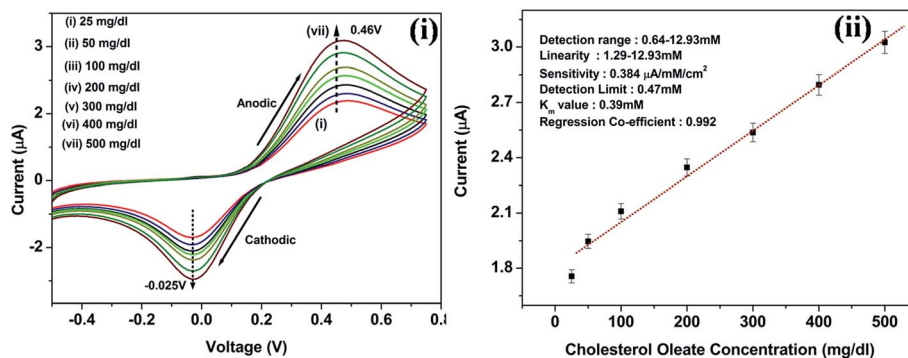 (i) 25 mg/dl
(ii) 50 mg/dl
(iii) 100 mg/dl
(iv) 200 mg/dl
(v) 300 mg/dl
(vi) 400 mg/dl
(vii) 500 mg/dl
(vii)
0.46V
(i)
Anodic
(i)
Cathodic
-0.025V
3
2
0
-2
Current (µA)
-0.4 -0.2 0.0 0.2 0.4 0.6 0.8
Voltage (V)
(ii)
Detection range : 0.64-12.93mM
Linearity : 1.29-12.93mM
Sensitivity : 0.384 µA/mM/cm²
Detection Limit : 0.47mM
Km value : 0.39mM
Regression Co-efficient : 0.992
3.0
2.7
2.4
2.1
1.8
Current (µA)
0 100 200 300 400 500
Cholesterol Oleate Concentration (mg/dl)